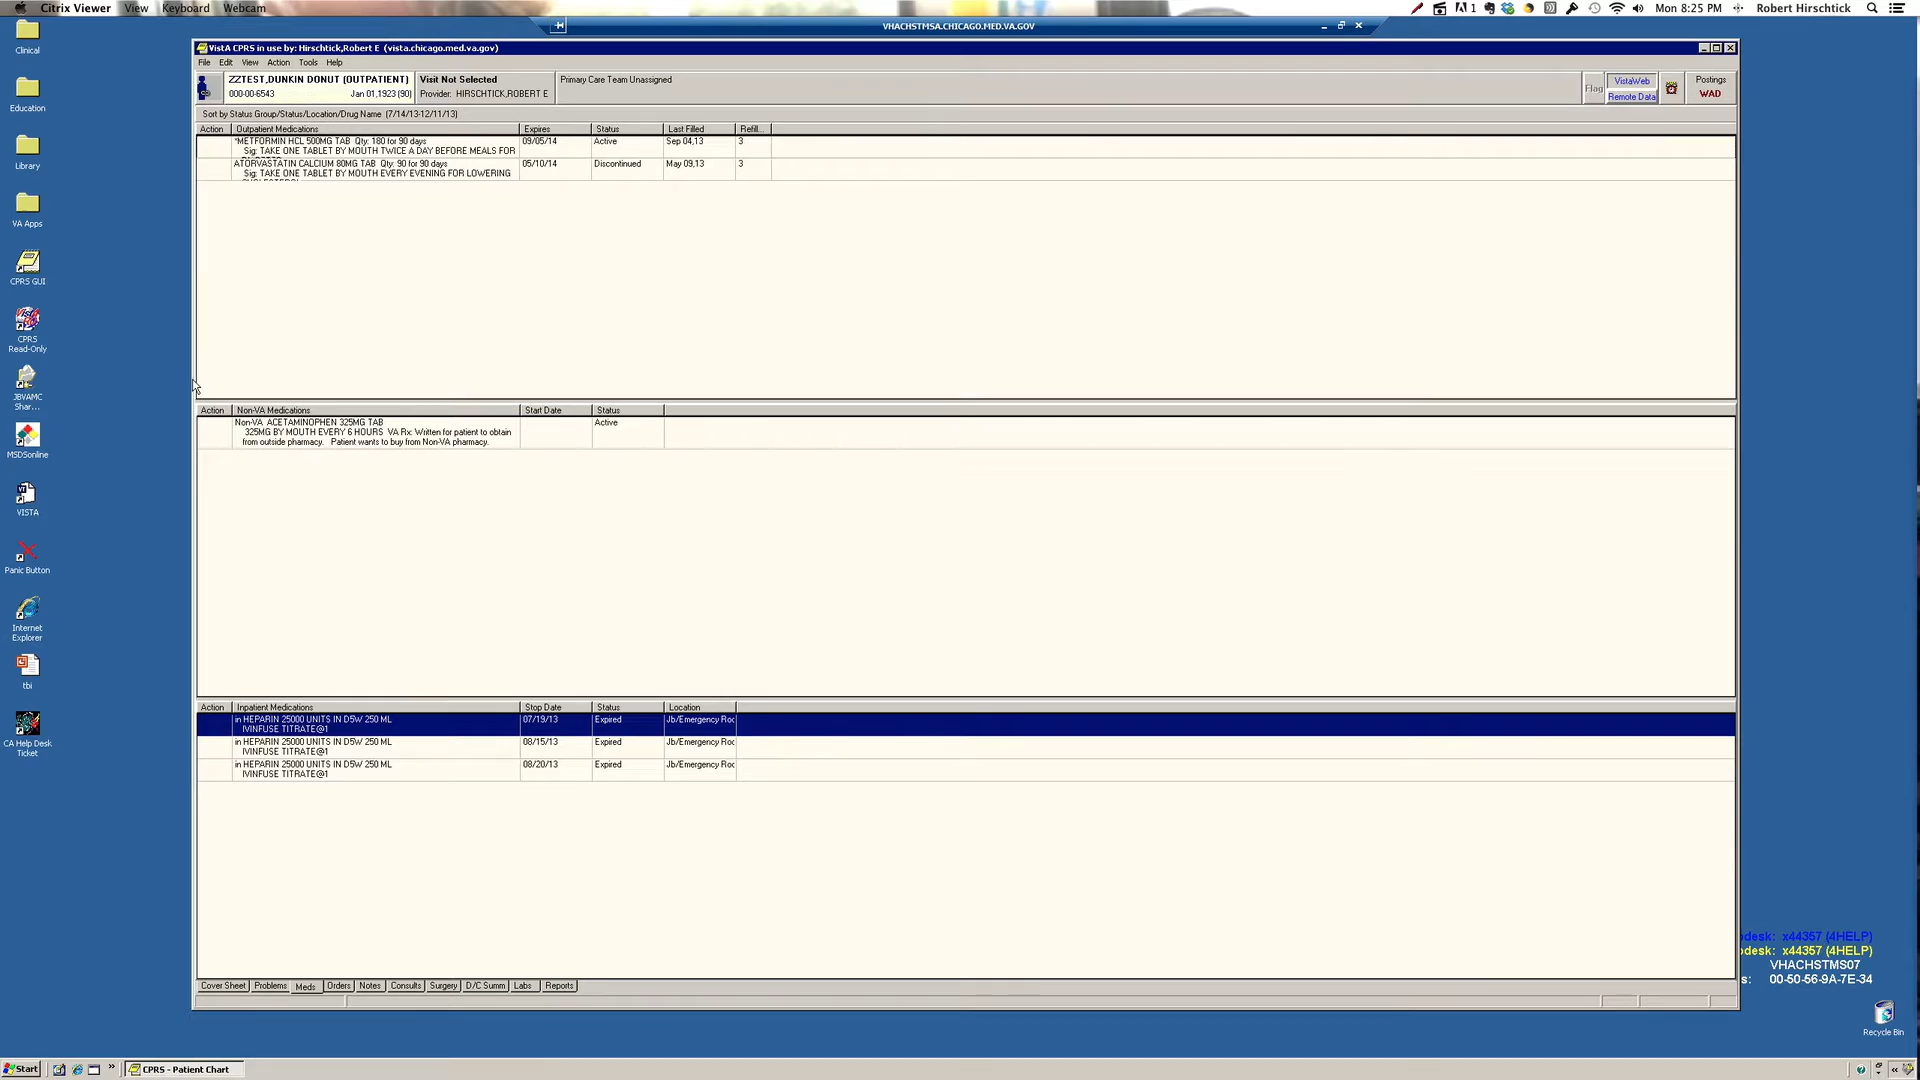 Citrix Viewer View Keyboard Webcam
1 Mon 8:25 PM Robert Hirschtick
VHACHSTMSA.CHICAGO.MED.VA.GOV
Clinical
Education
Library
VA Apps
CPRS GUI
CPRS
Read-Only
JBVAMC
Shar...
MSDSonline
VISTA
Panic Button
Internet
Explorer
tbi
CA Help Desk
Ticket
VistA CPRS in use by: Hirschtick,Robert E (vista.chicago.med.va.gov)
File Edit View Action Tools Help
ZZTEST,DUNKIN DONUT (OUTPATIENT) Visit Not Selected Primary Care Team Unassigned
000-00-6543 Jan 01,1923 (90) Provider: HIRSCHTICK,ROBERT E
Flag VistaWeb Postings
Remote Data WAD
Sort by Status Group/Status/Location/Drug Name (7/14/13-12/11/13)
Action Outpatient Medications Expires Status Last Filled Refill...
*METFORMIN HCL 500MG TAB Qty: 180 for 90 days 09/05/14 Active Sep 04,13 3
Sig: TAKE ONE TABLET BY MOUTH TWICE A DAY BEFORE MEALS FOR
ATORVASTATIN CALCIUM 80MG TAB Qty: 90 for 90 days 05/10/14 Discontinued May 09,13 3
Sig: TAKE ONE TABLET BY MOUTH EVERY EVENING FOR LOWERING
Action Non-VA Medications Start Date Status
Non-VA ACETAMINOPHEN 325MG TAB Active
325MG BY MOUTH EVERY 6 HOURS VA Rx: Written for patient to obtain
from outside pharmacy. Patient wants to buy from Non-VA pharmacy.
Action Inpatient Medications Stop Date Status Location
in HEPARIN 25000 UNITS IN D5W 250 ML 07/19/13 Expired Jb/Emergency Roo
IVINFUSE TITRATE@1
in HEPARIN 25000 UNITS IN D5W 250 ML 08/15/13 Expired Jb/Emergency Roo
IVINFUSE TITRATE@1
in HEPARIN 25000 UNITS IN D5W 250 ML 08/20/13 Expired Jb/Emergency Roo
IVINFUSE TITRATE@1
Cover Sheet Problems Meds Orders Notes Consults Surgery D/C Summ Labs Reports
desk: x44357 (4HELP)
desk: x44357 (4HELP)
VHACHSTMS07
s: 00-50-56-9A-7E-34
Recycle Bin
Start CPRS - Patient Chart